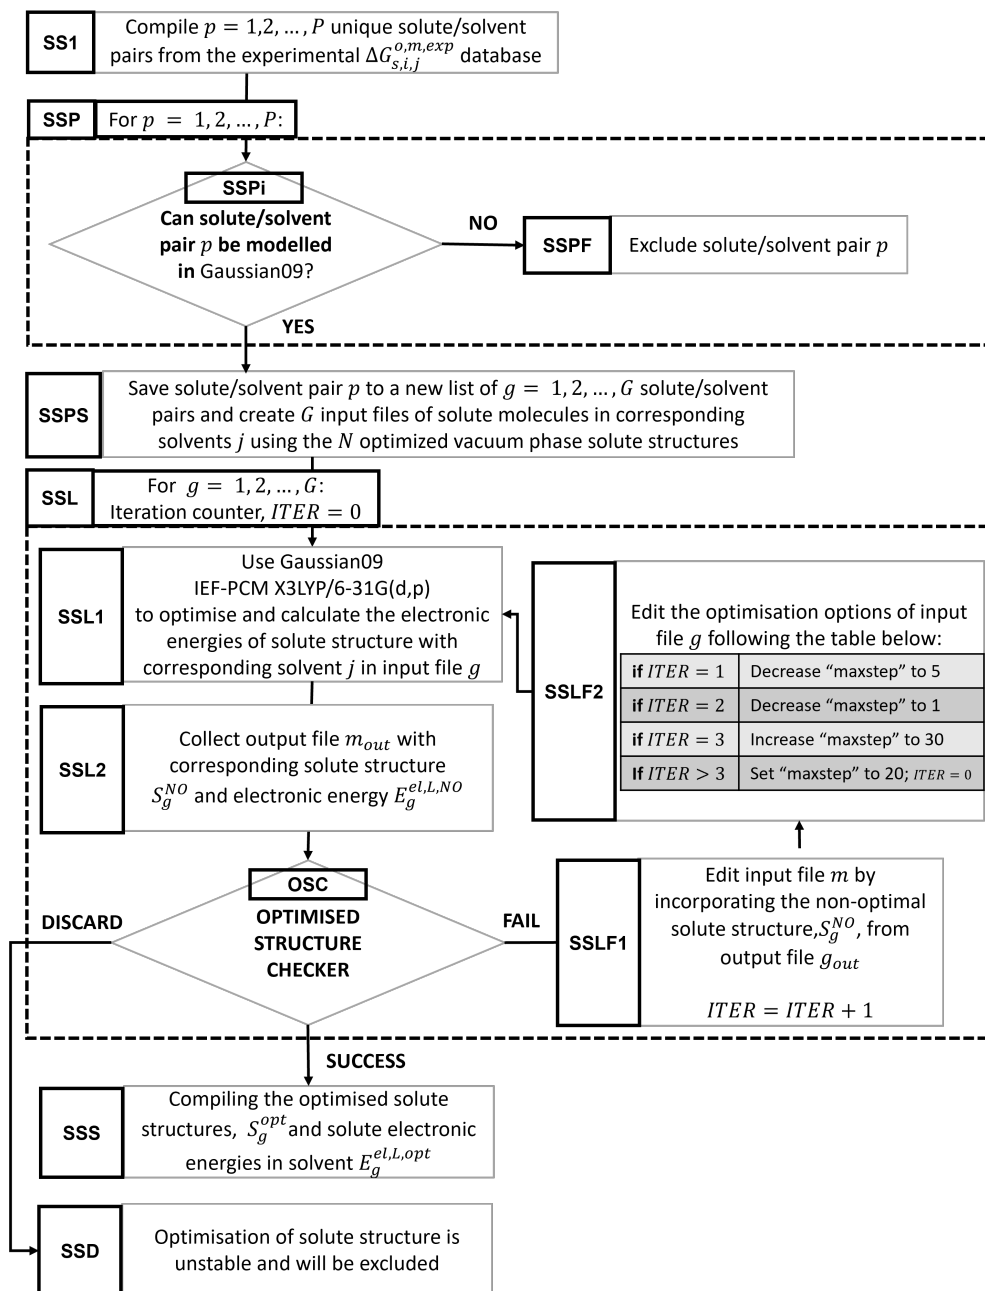 SS1
Compile p = 1,2, … , P unique solute/solvent
pairs from the experimental ΔG_{s,i,j}^{o,m,exp} database
SSP
For p = 1, 2, … , P:
SSPi
Can solute/solvent
pair p be modelled
in Gaussian09?
NO
SSPF
Exclude solute/solvent pair p
YES
SSPS
Save solute/solvent pair p to a new list of g = 1, 2, … , G solute/solvent
pairs and create G input files of solute molecules in corresponding
solvents j using the N optimized vacuum phase solute structures
SSL
For g = 1, 2, … , G:
Iteration counter, ITER = 0
SSL1
Use Gaussian09
IEF-PCM X3LYP/6-31G(d,p)
to optimise and calculate the electronic
energies of solute structure with
corresponding solvent j in input file g
SSLF2
Edit the optimisation options of input
file g following the table below:
if ITER = 1 Decrease “maxstep” to 5
if ITER = 2 Decrease “maxstep” to 1
if ITER = 3 Increase “maxstep” to 30
If ITER > 3 Set “maxstep” to 20; ITER = 0
SSL2
Collect output file m_{out} with
corresponding solute structure
S_g^{NO} and electronic energy E_g^{el,L,NO}
OSC
OPTIMISED
STRUCTURE
CHECKER
DISCARD
FAIL
SSLF1
Edit input file m by
incorporating the non-optimal
solute structure,S_g^{NO}, from
output file g_{out}
ITER = ITER + 1
SUCCESS
SSS
Compiling the optimised solute
structures, S_g^{opt} and solute electronic
energies in solvent E_g^{el,L,opt}
SSD
Optimisation of solute structure is
unstable and will be excluded